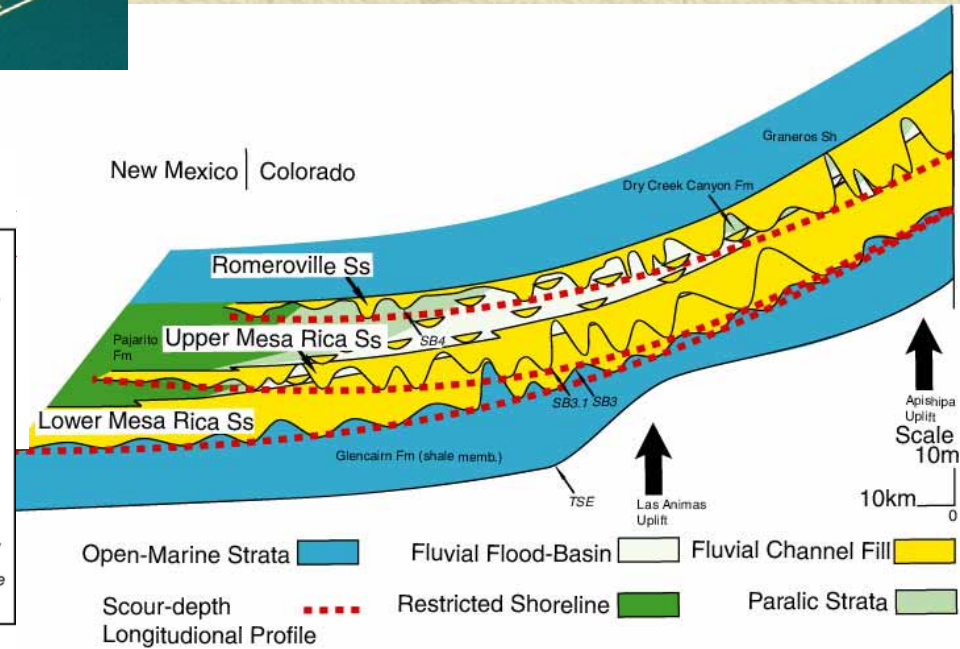 New Mexico | Colorado
Graneros Sh
Dry Creek Canyon Fm
Romeroville Ss
Pajarito
Fm
Upper Mesa Rica Ss
SB4
Lower Mesa Rica Ss
SB3.1 SB3
Glencairn Fm (shale memb.)
TSE
Las Animas
Uplift
Apishipa
Uplift
Scale
10m
10km
0
Open-Marine Strata
Fluvial Flood-Basin
Fluvial Channel Fill
Scour-depth
Longitudional Profile
Restricted Shoreline
Paralic Strata
e